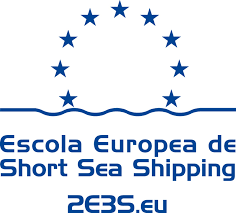 Escola Europea de
Short Sea Shipping
2E3S.eu